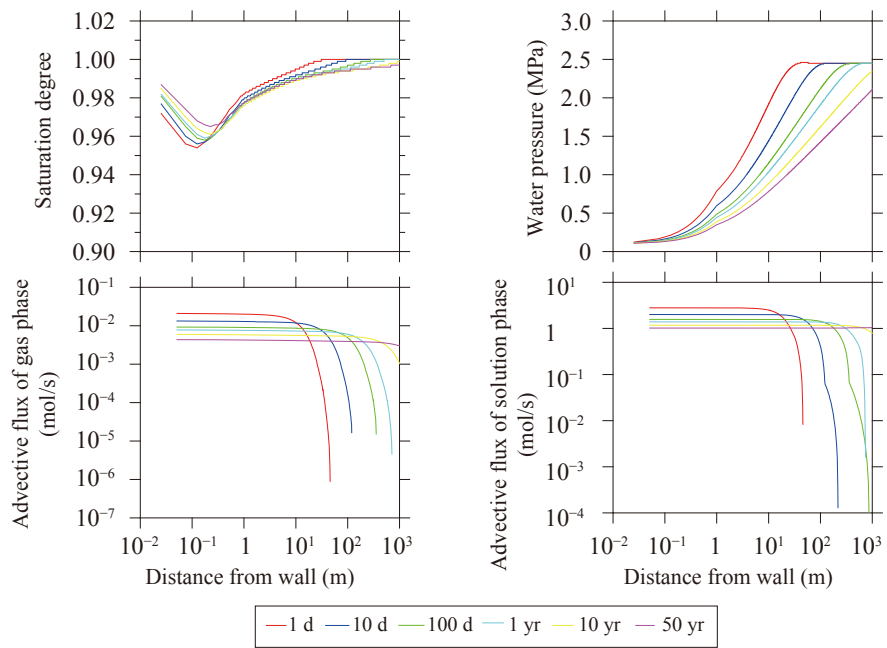 Saturation degree
1.02
1.00
0.98
0.96
0.94
0.92
0.90
Water pressure (MPa)
3.0
2.5
2.0
1.5
1.0
0.5
0
Advective flux of gas phase
(mol/s)
10⁻¹
10⁻²
10⁻³
10⁻⁴
10⁻⁵
10⁻⁶
10⁻⁷
10⁻² 10⁻¹ 1 10¹ 10² 10³
Distance from wall (m)
Advective flux of solution phase
(mol/s)
10¹
1
10⁻¹
10⁻²
10⁻³
10⁻⁴
10⁻² 10⁻¹ 1 10¹ 10² 10³
Distance from wall (m)
1 d 10 d 100 d 1 yr 10 yr 50 yr